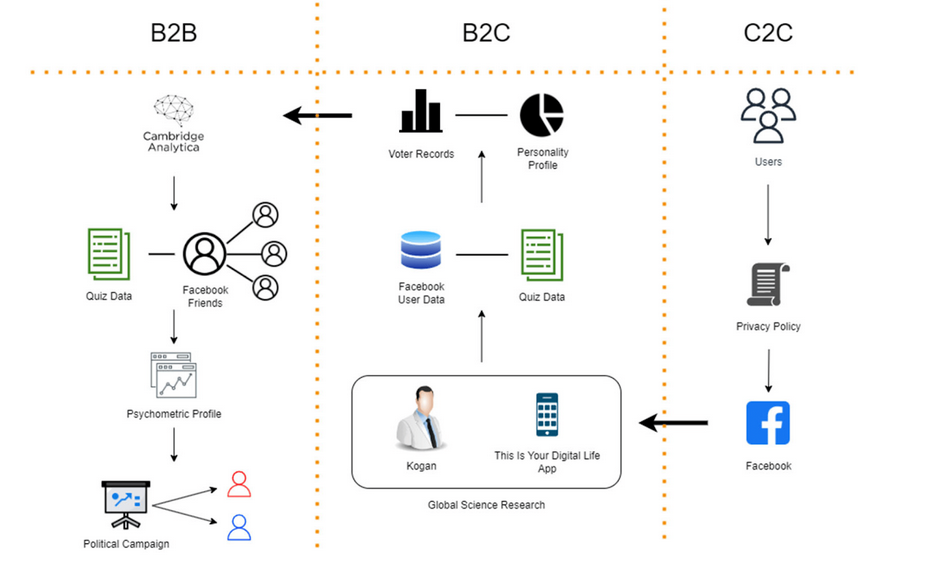 B2B
B2C
C2C
Cambridge
Analytica
Quiz Data
Facebook
Friends
Psychometric Profile
Political Campaign
Voter Records
Personality
Profile
Facebook
User Data
Quiz Data
Kogan
This Is Your Digital Life
App
Global Science Research
Users
Privacy Policy
Facebook